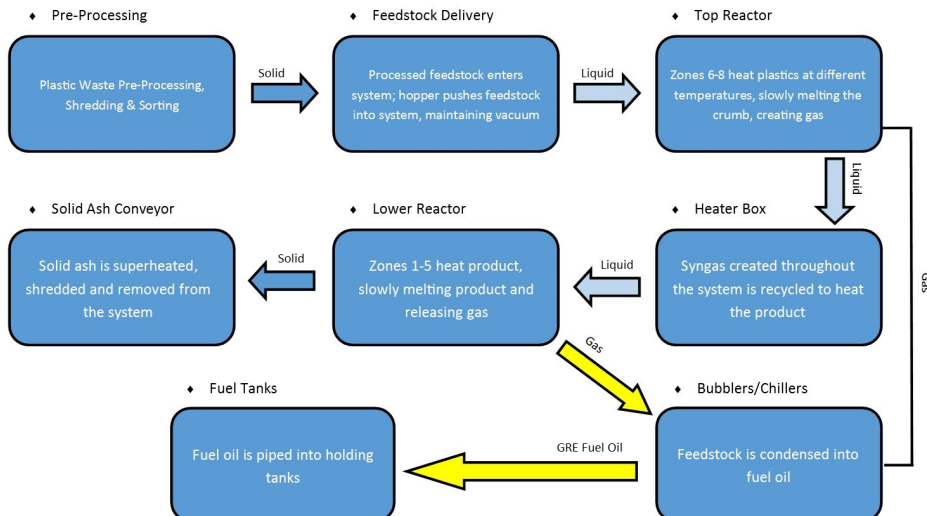 ♦ Pre-Processing
♦ Feedstock Delivery
♦ Top Reactor
Plastic Waste Pre-Processing,
Shredding & Sorting
Solid
Processed feedstock enters
system; hopper pushes feedstock
into system, maintaining vacuum
Liquid
Zones 6-8 heat plastics at different
temperatures, slowly melting the
crumb, creating gas
Liquid
Gas
♦ Solid Ash Conveyor
♦ Lower Reactor
♦ Heater Box
Solid ash is superheated,
shredded and removed from
the system
Solid
Zones 1-5 heat product,
slowly melting product and
releasing gas
Liquid
Syngas created throughout
the system is recycled to heat
the product
Gas
♦ Fuel Tanks
♦ Bubblers/Chillers
Fuel oil is piped into holding
tanks
GRE Fuel Oil
Feedstock is condensed into
fuel oil